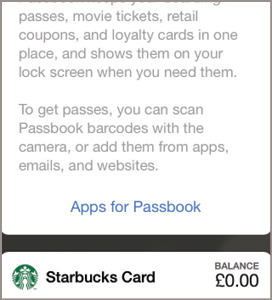 passes, movie tickets, retail
coupons, and loyalty cards in one
place, and shows them on your
lock screen when you need them.
To get passes, you can scan
Passbook barcodes with the
camera, or add them from apps,
emails, and websites.
Apps for Passbook
BALANCE
Starbucks Card £0.00